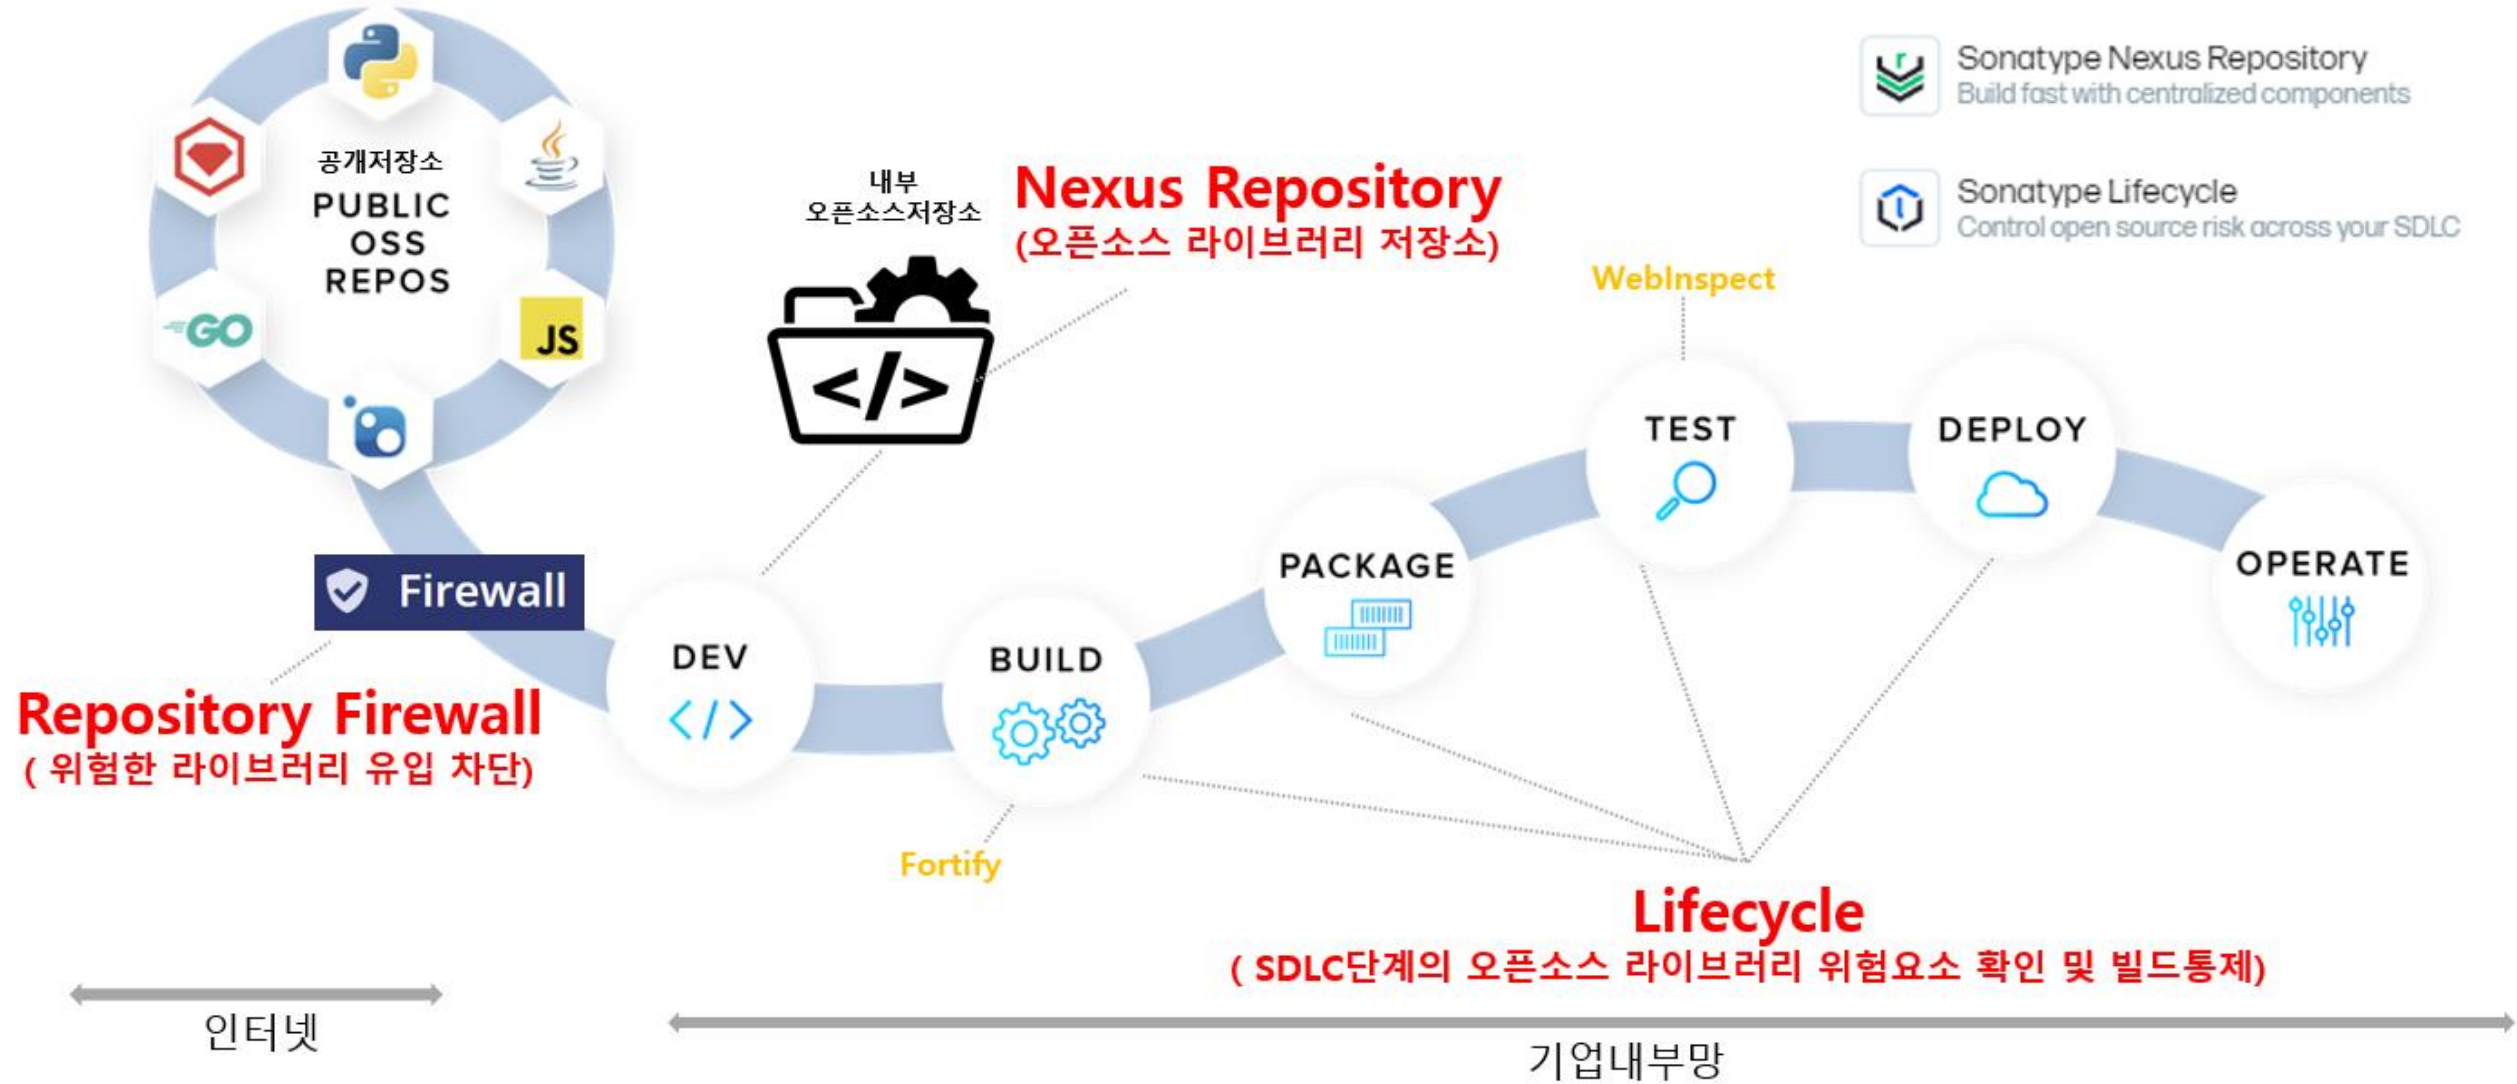 공개저장소
PUBLIC
OSS
REPOS
GO
JS
Firewall
Repository Firewall
( 위험한 라이브러리 유입 차단)
내부
오픈소스저장소
Nexus Repository
(오픈소스 라이브러리 저장소)
</>
r
Sonatype Nexus Repository
Build fast with centralized components
l
Sonatype Lifecycle
Control open source risk across your SDLC
WebInspect
DEV
</>
BUILD
Fortify
PACKAGE
TEST
DEPLOY
OPERATE
Lifecycle
( SDLC단계의 오픈소스 라이브러리 위험요소 확인 및 빌드통제)
인터넷
기업내부망